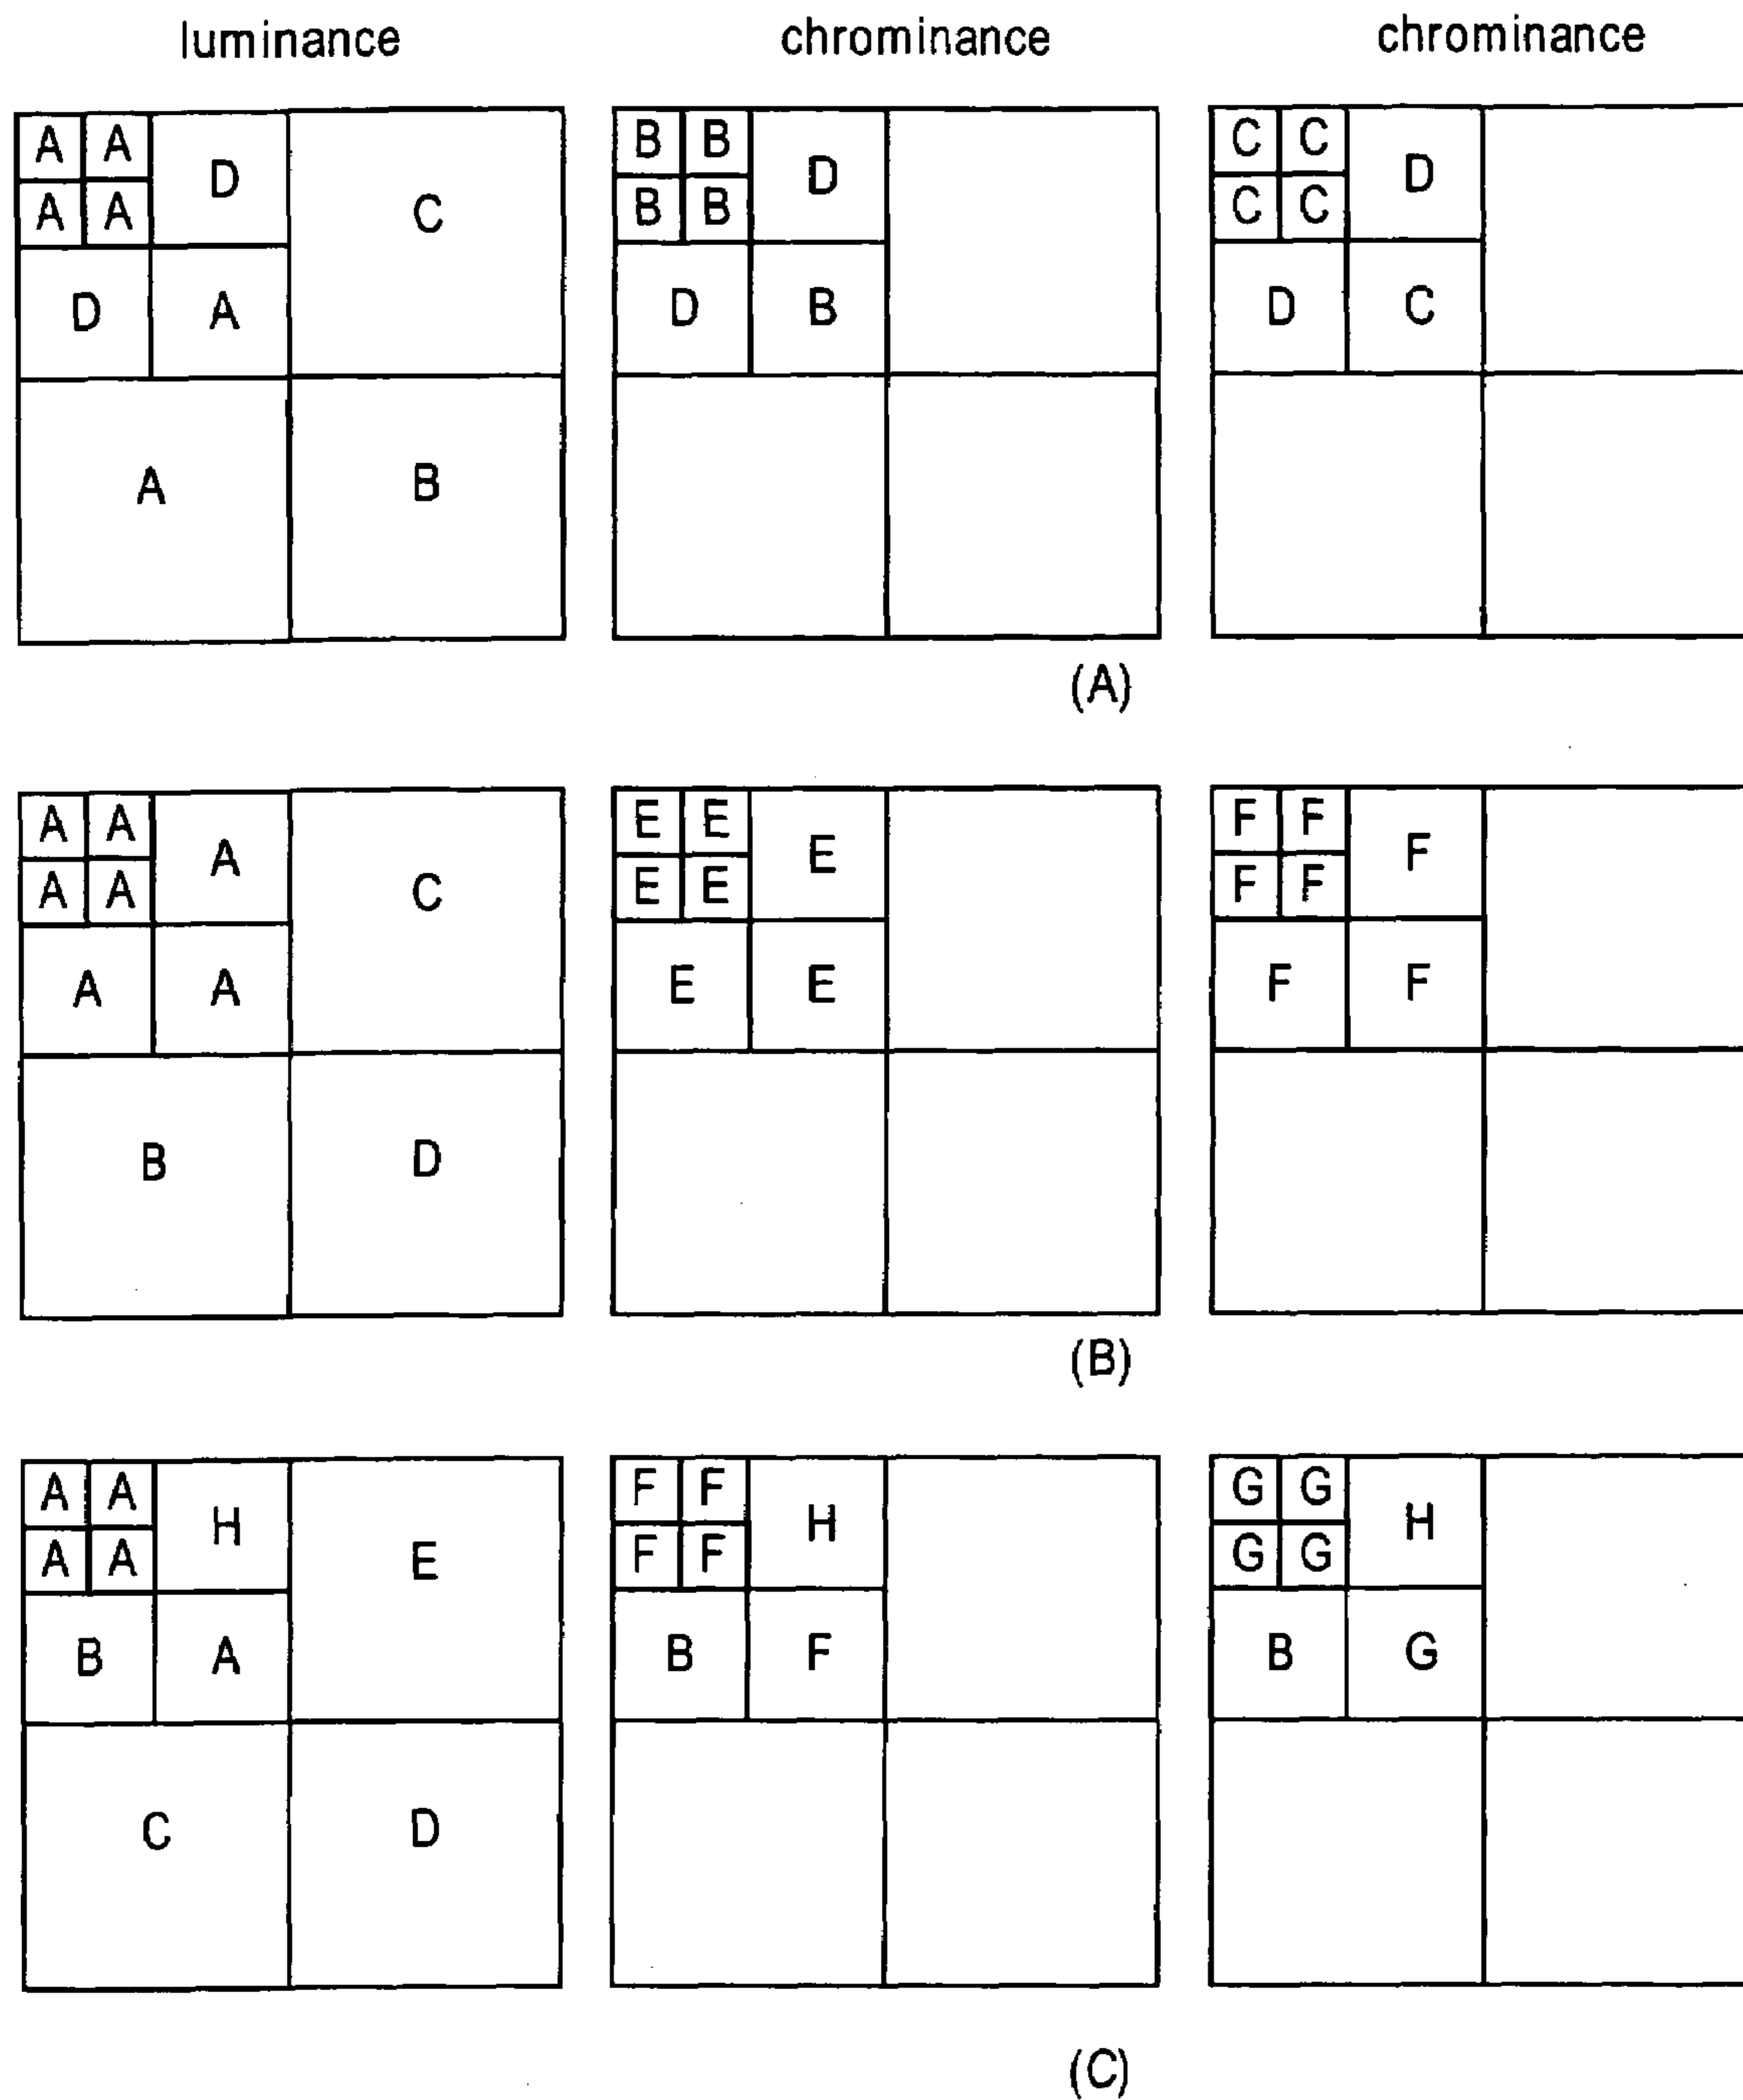 luminance chrominance chrominance
A A D C B B D C C D
A A B B C C
D A D B D C
A B
(A)
A A A C E E E F F F
A A E E F F
A A E E F F
B D
(B)
A A H E F F H G G H
A A F F G G
B A B F B G
C D
(C)